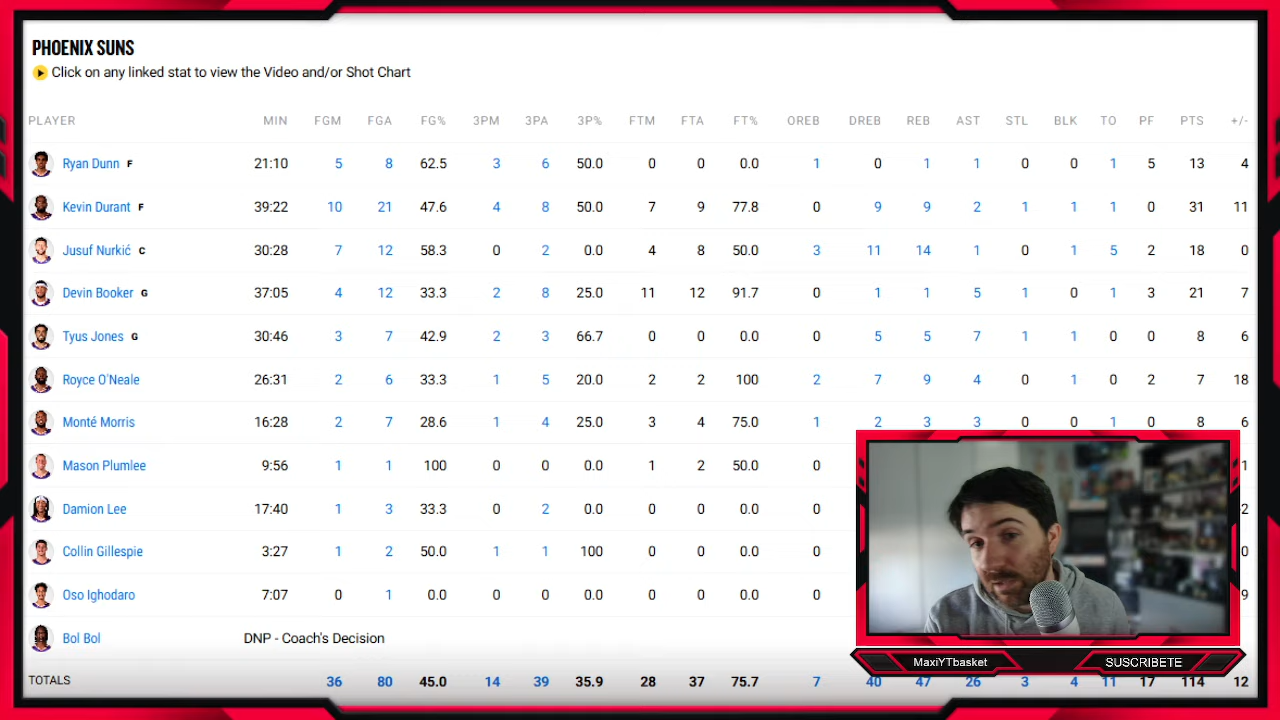 PHOENIX SUNS
Click on any linked stat to view the Video and/or Shot Chart
PLAYER MIN FGM FGA FG% 3PM 3PA 3P% FTM FTA FT% OREB DREB REB AST STL BLK TO PF PTS +/-
Ryan Dunn F 21:10 5 8 62.5 3 6 50.0 0 0 0.0 1 0 1 1 0 0 1 5 13 4
Kevin Durant F 39:22 10 21 47.6 4 8 50.0 7 9 77.8 0 9 9 2 1 1 1 0 31 11
Jusuf Nurkić C 30:28 7 12 58.3 0 2 0.0 4 8 50.0 3 11 14 1 0 1 5 2 18 0
Devin Booker G 37:05 4 12 33.3 2 8 25.0 11 12 91.7 0 1 1 5 1 0 1 3 21 7
Tyus Jones G 30:46 3 7 42.9 2 3 66.7 0 0 0.0 0 5 5 7 1 1 0 0 8 6
Royce O'Neale 26:31 2 6 33.3 1 5 20.0 2 2 100 2 7 9 4 0 1 0 2 7 18
Monté Morris 16:28 2 7 28.6 1 4 25.0 3 4 75.0 1 2 3 3 0 0 1 0 8 6
Mason Plumlee 9:56 1 1 100 0 0 0.0 1 2 50.0 0 1
Damion Lee 17:40 1 3 33.3 0 2 0.0 0 0 0.0 0 2
Collin Gillespie 3:27 1 2 50.0 1 1 100 0 0 0.0 0 0
Oso Ighodaro 7:07 0 1 0.0 0 0 0.0 0 0 0.0 0 9
Bol Bol DNP - Coach's Decision
TOTALS 36 80 45.0 14 39 35.9 28 37 75.7 7 40 47 26 3 4 11 17 114 12
MaxiYTbasket SUSCRIBETE